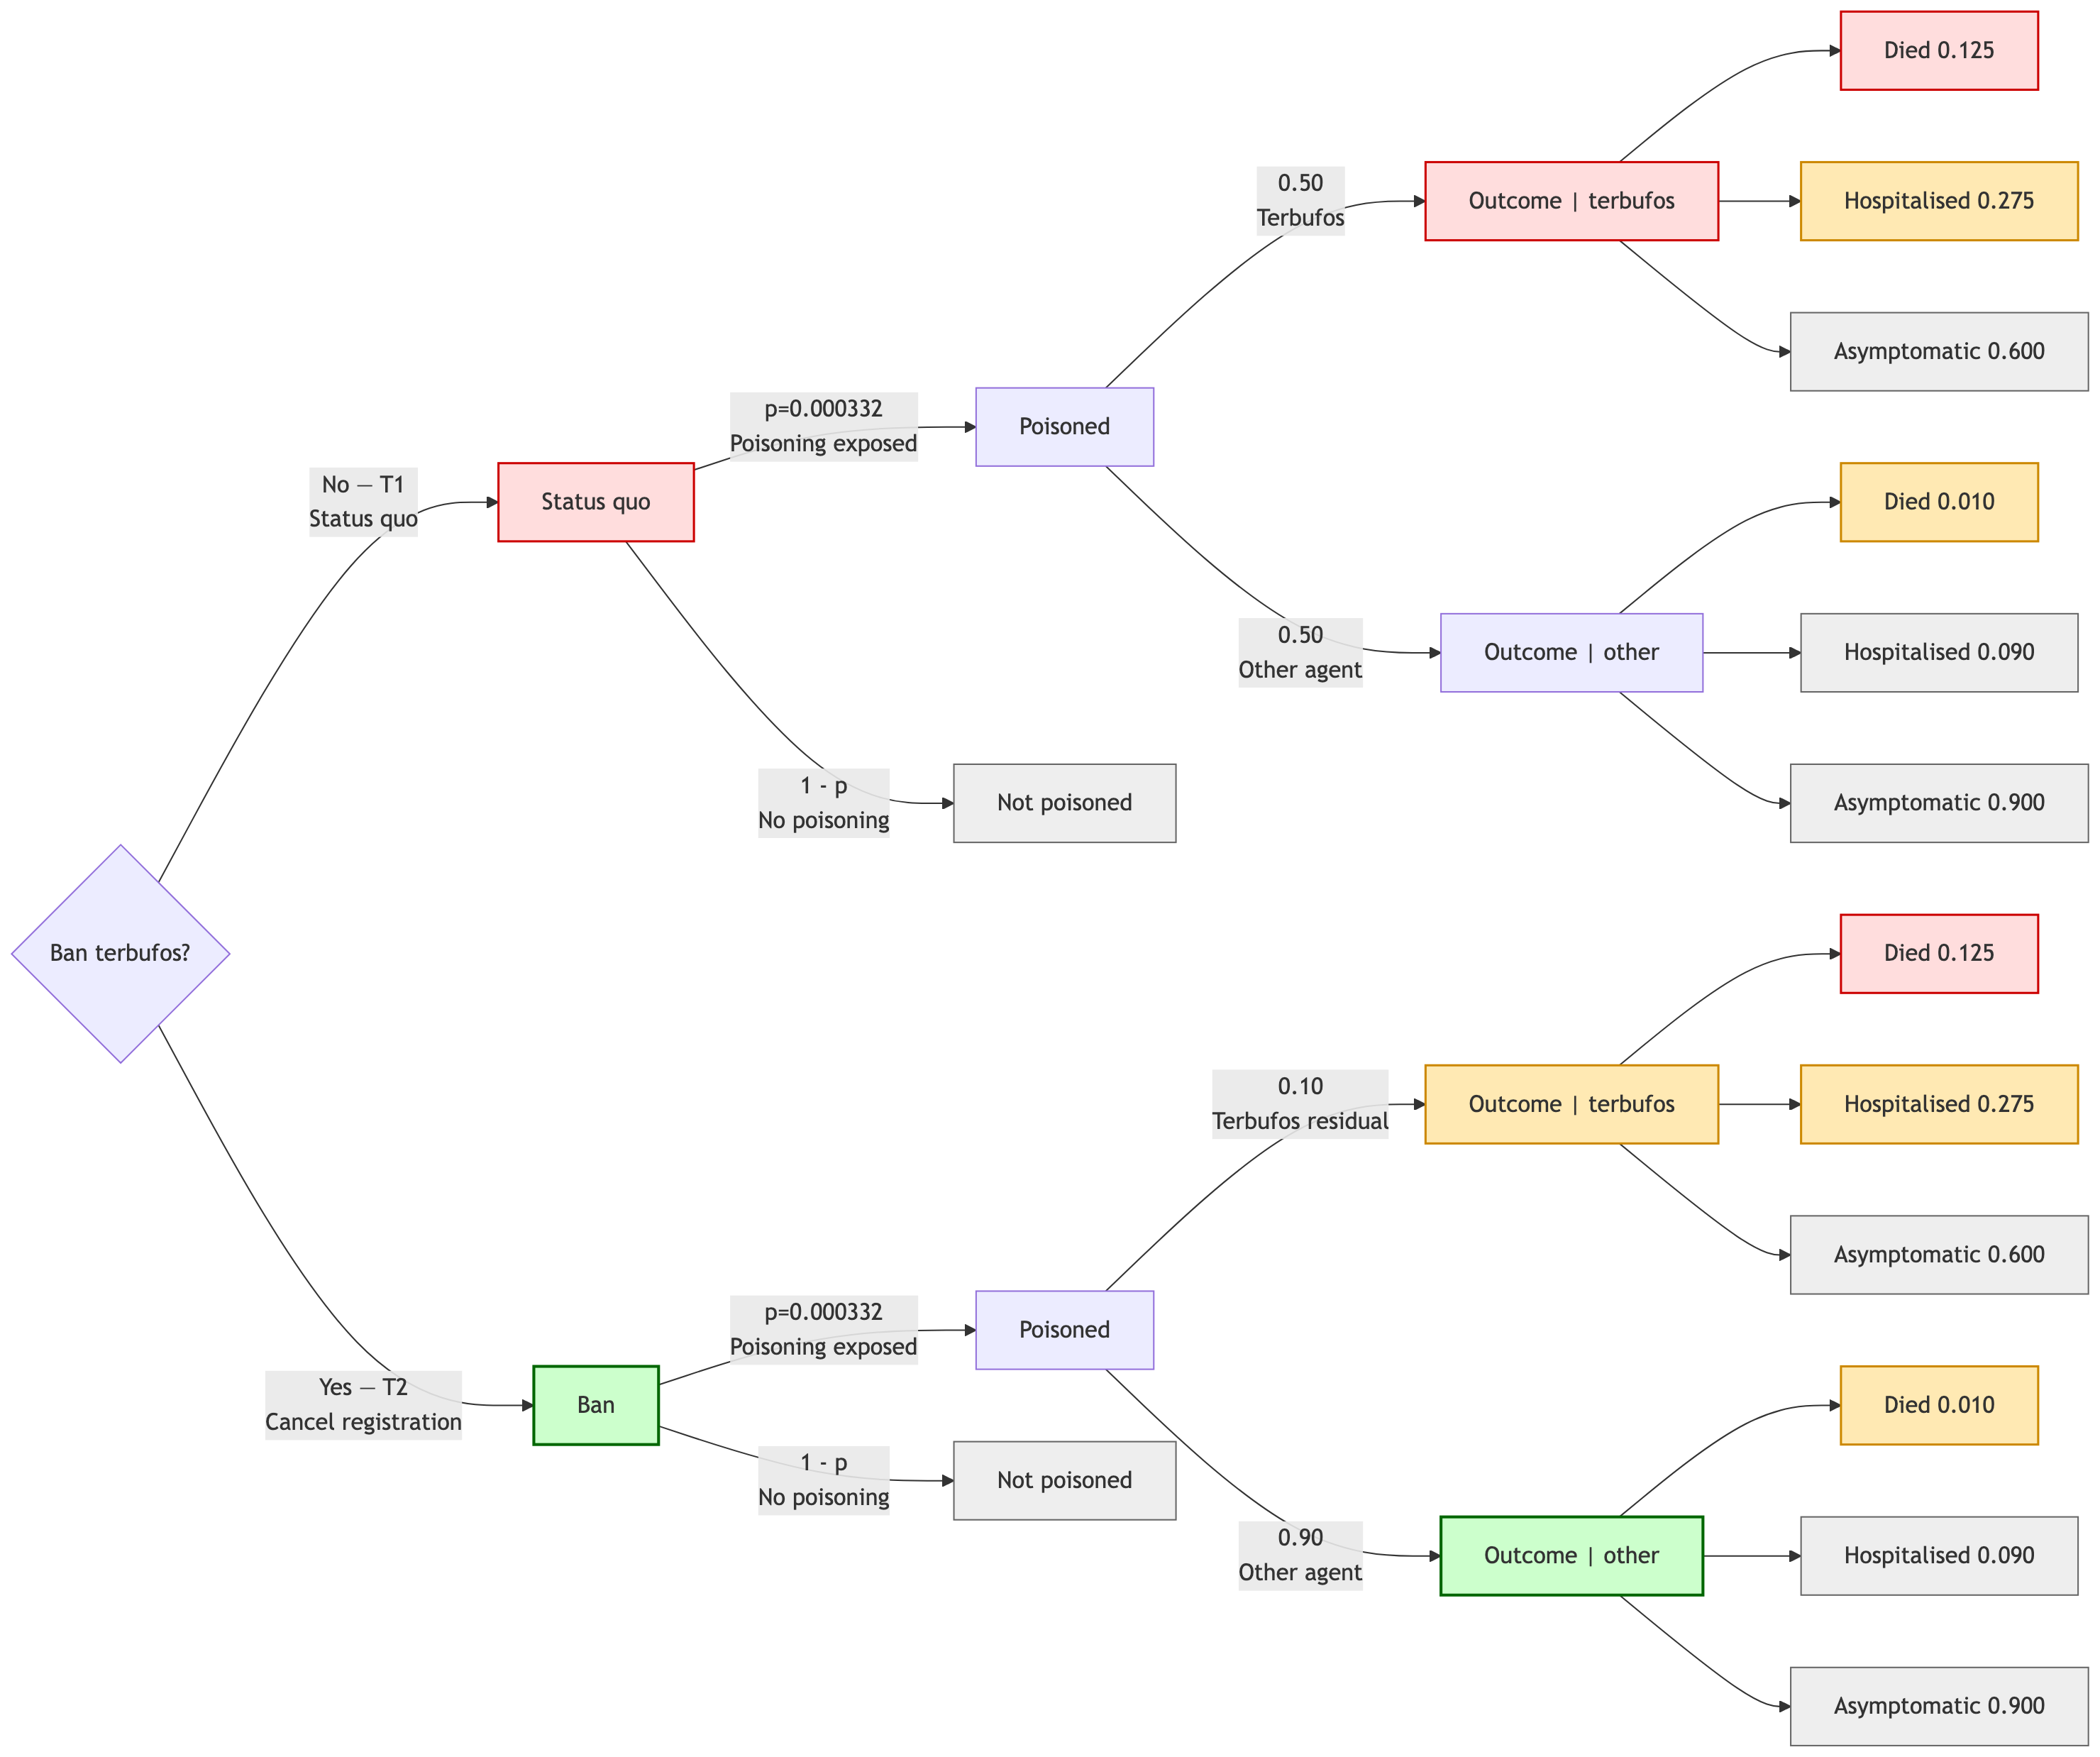 Died 0.125
0.50
Terbufos
Outcome | terbufos
Hospitalised 0.275
Asymptomatic 0.600
p=0.000332
Poisoning exposed
Poisoned
No — T1
Status quo
Status quo
Died 0.010
0.50
Other agent
Outcome | other
Hospitalised 0.090
1 - p
No poisoning
Not poisoned
Asymptomatic 0.900
Ban terbufos?
Died 0.125
0.10
Terbufos residual
Outcome | terbufos
Hospitalised 0.275
Asymptomatic 0.600
p=0.000332
Poisoning exposed
Poisoned
Yes — T2
Cancel registration
Ban
Died 0.010
1 - p
No poisoning
Not poisoned
0.90
Other agent
Outcome | other
Hospitalised 0.090
Asymptomatic 0.900